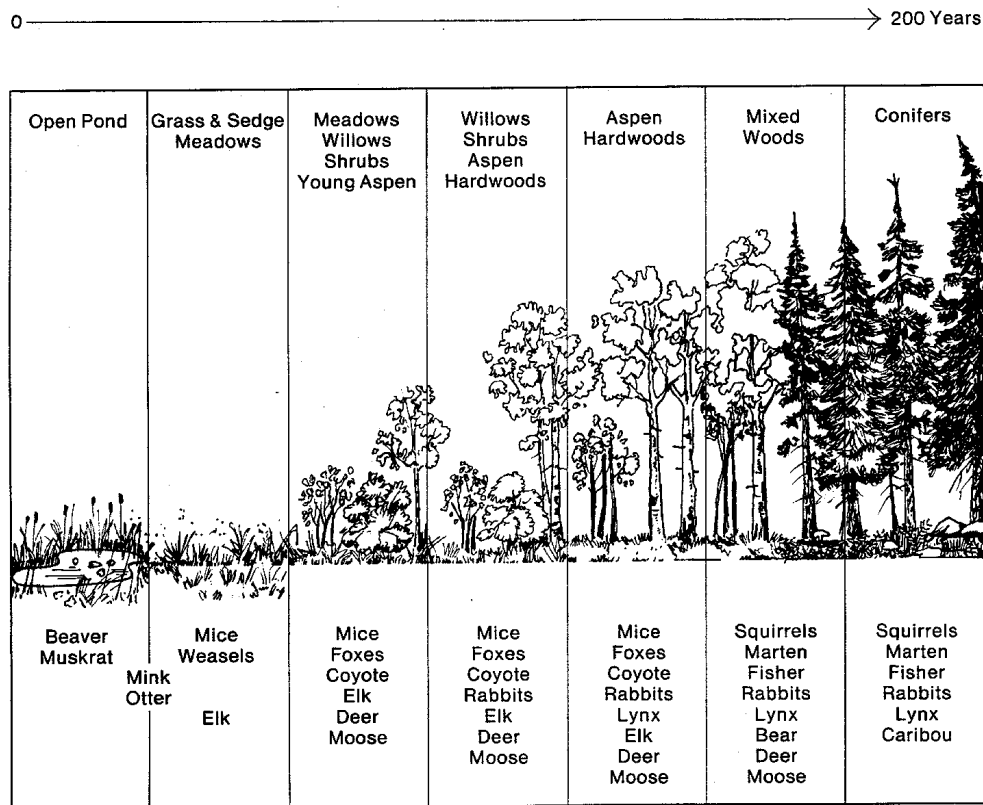 0
200 Years
Open Pond
Grass & Sedge
Meadows
Meadows
Willows
Shrubs
Young Aspen
Willows
Shrubs
Aspen
Hardwoods
Aspen
Hardwoods
Mixed
Woods
Conifers
Beaver
Muskrat
Mink
Otter
Mice
Weasels
Elk
Mice
Foxes
Coyote
Elk
Deer
Moose
Mice
Foxes
Coyote
Rabbits
Elk
Deer
Moose
Mice
Foxes
Coyote
Rabbits
Lynx
Elk
Deer
Moose
Squirrels
Marten
Fisher
Rabbits
Lynx
Bear
Deer
Moose
Squirrels
Marten
Fisher
Rabbits
Lynx
Caribou